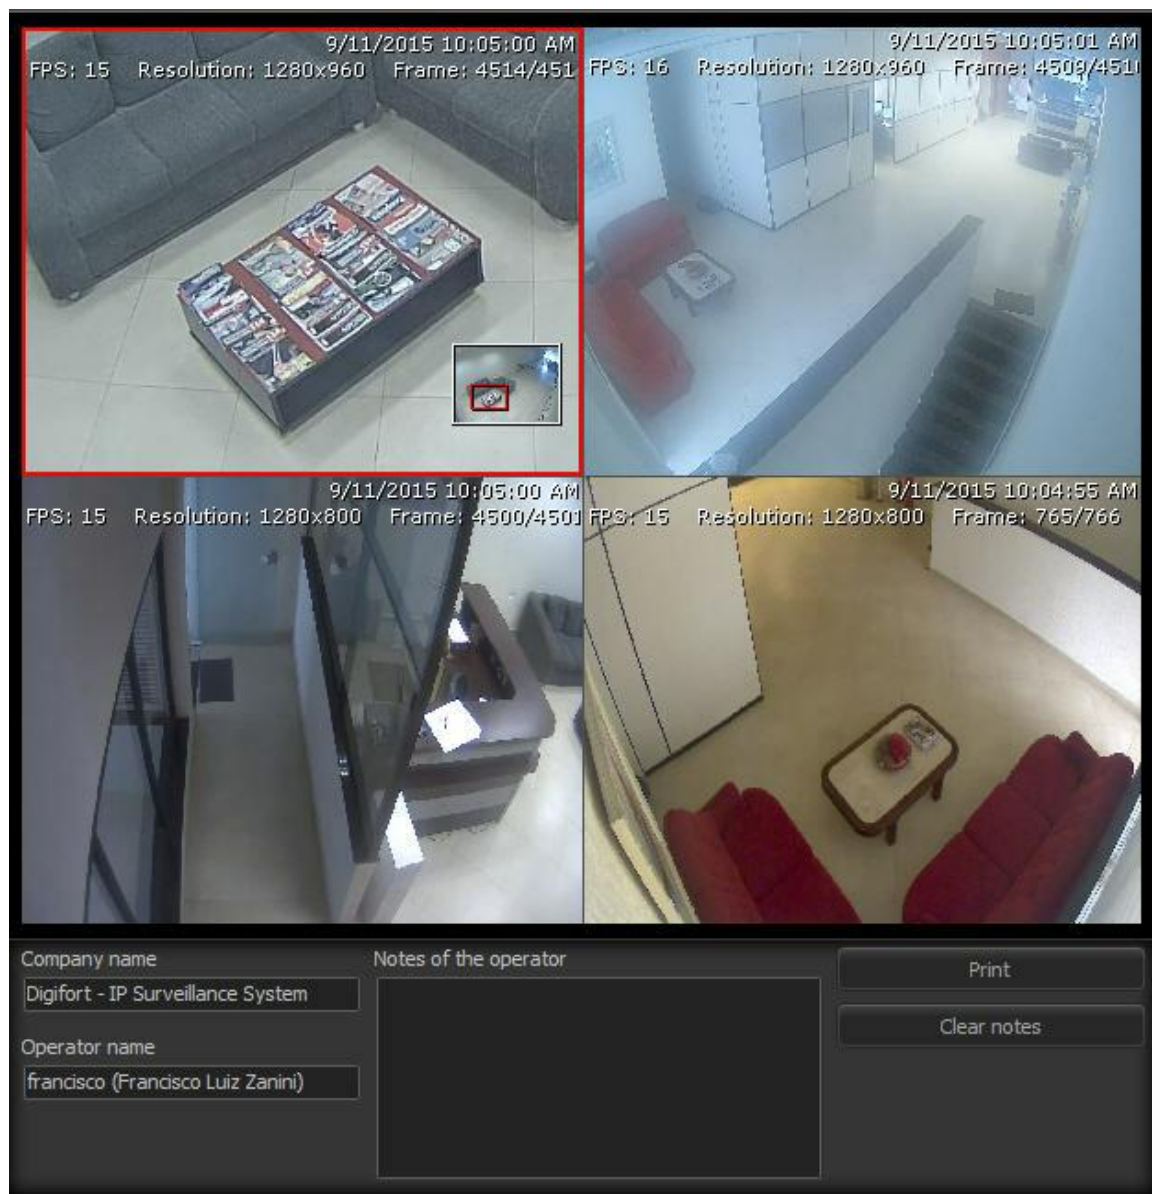 9/11/2015 10:05:00 AM
FPS: 15 Resolution: 1280x960 Frame: 4514/451
9/11/2015 10:05:01 AM
FPS: 16 Resolution: 1280x960 Frame: 4509/451
9/11/2015 10:05:00 AM
FPS: 15 Resolution: 1280x800 Frame: 4500/4501
9/11/2015 10:04:55 AM
FPS: 15 Resolution: 1280x800 Frame: 765/766
Company name
Digifort - IP Surveillance System
Operator name
francisco (Francisco Luiz Zanini)
Notes of the operator
Print
Clear notes